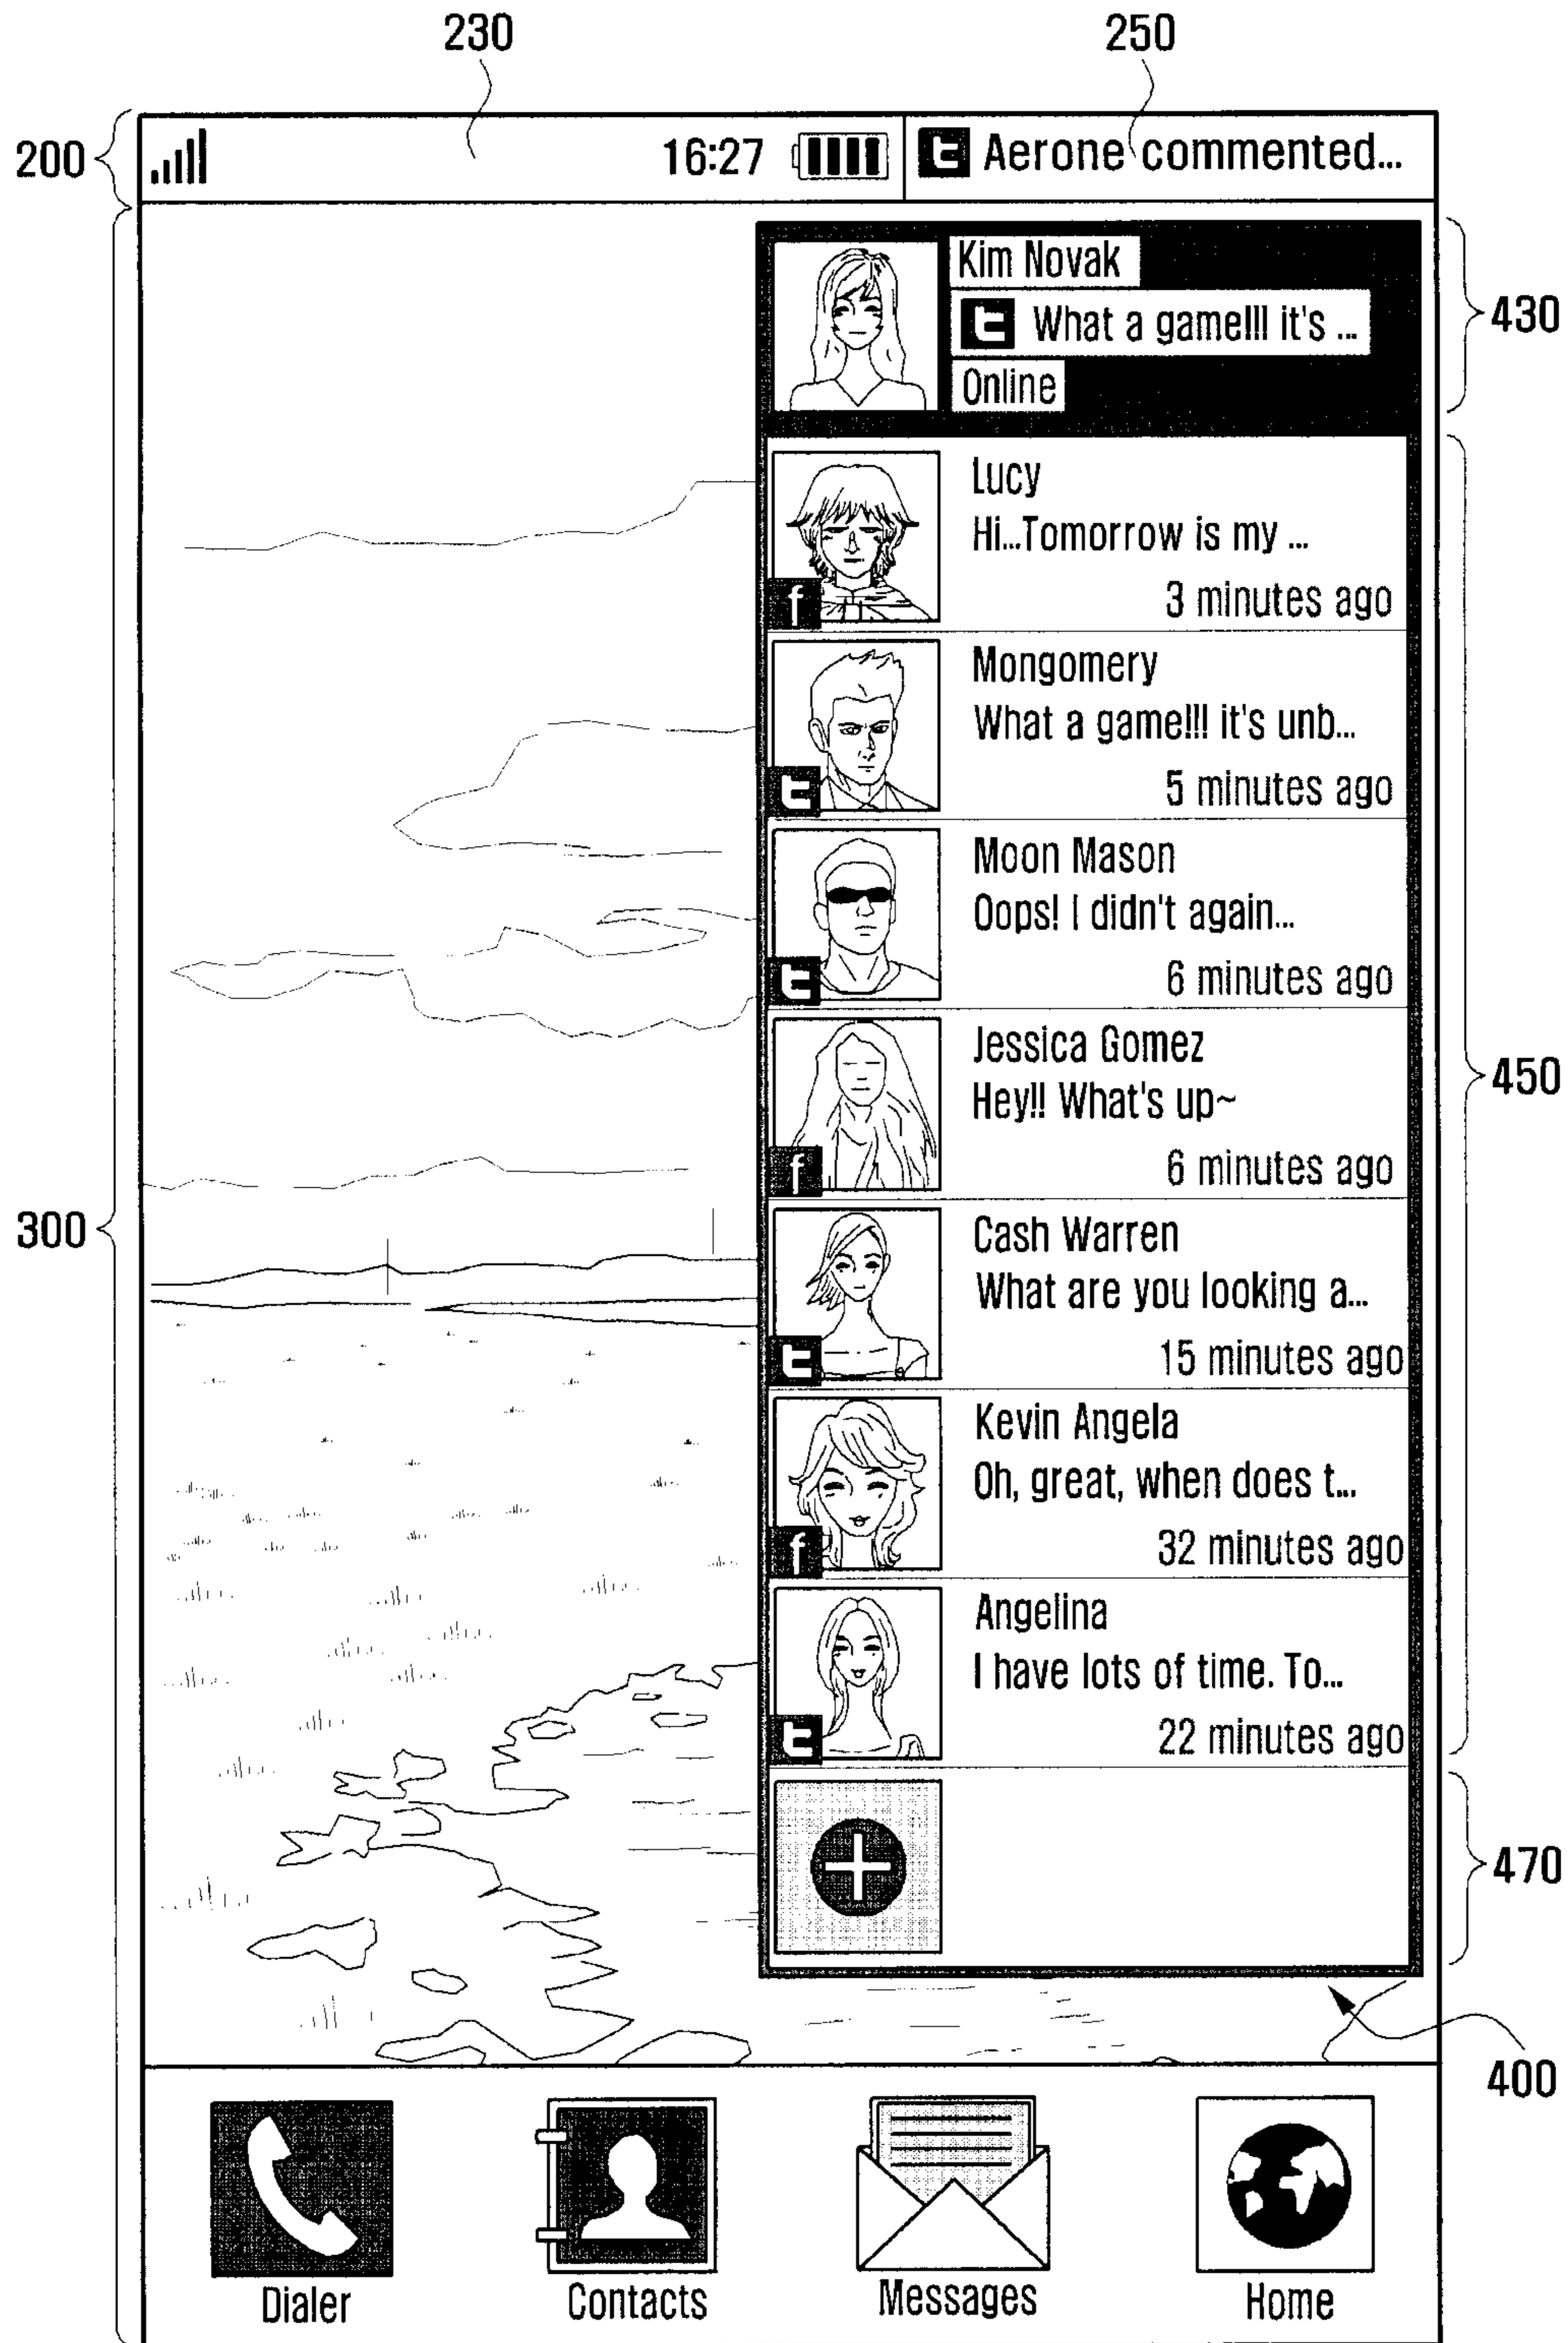 230
250
200
16:27
t Aerone commented...
Kim Novak
t What a game!!! it's ...
Online
430
Lucy
Hi...Tomorrow is my ...
f
3 minutes ago
Mongomery
What a game!!! it's unb...
t
5 minutes ago
Moon Mason
Oops! I didn't again...
t
6 minutes ago
Jessica Gomez
Hey!! What's up~
f
6 minutes ago
450
300
Cash Warren
What are you looking a...
t
15 minutes ago
Kevin Angela
Oh, great, when does t...
f
32 minutes ago
Angelina
I have lots of time. To...
t
22 minutes ago
470
400
Dialer
Contacts
Messages
Home